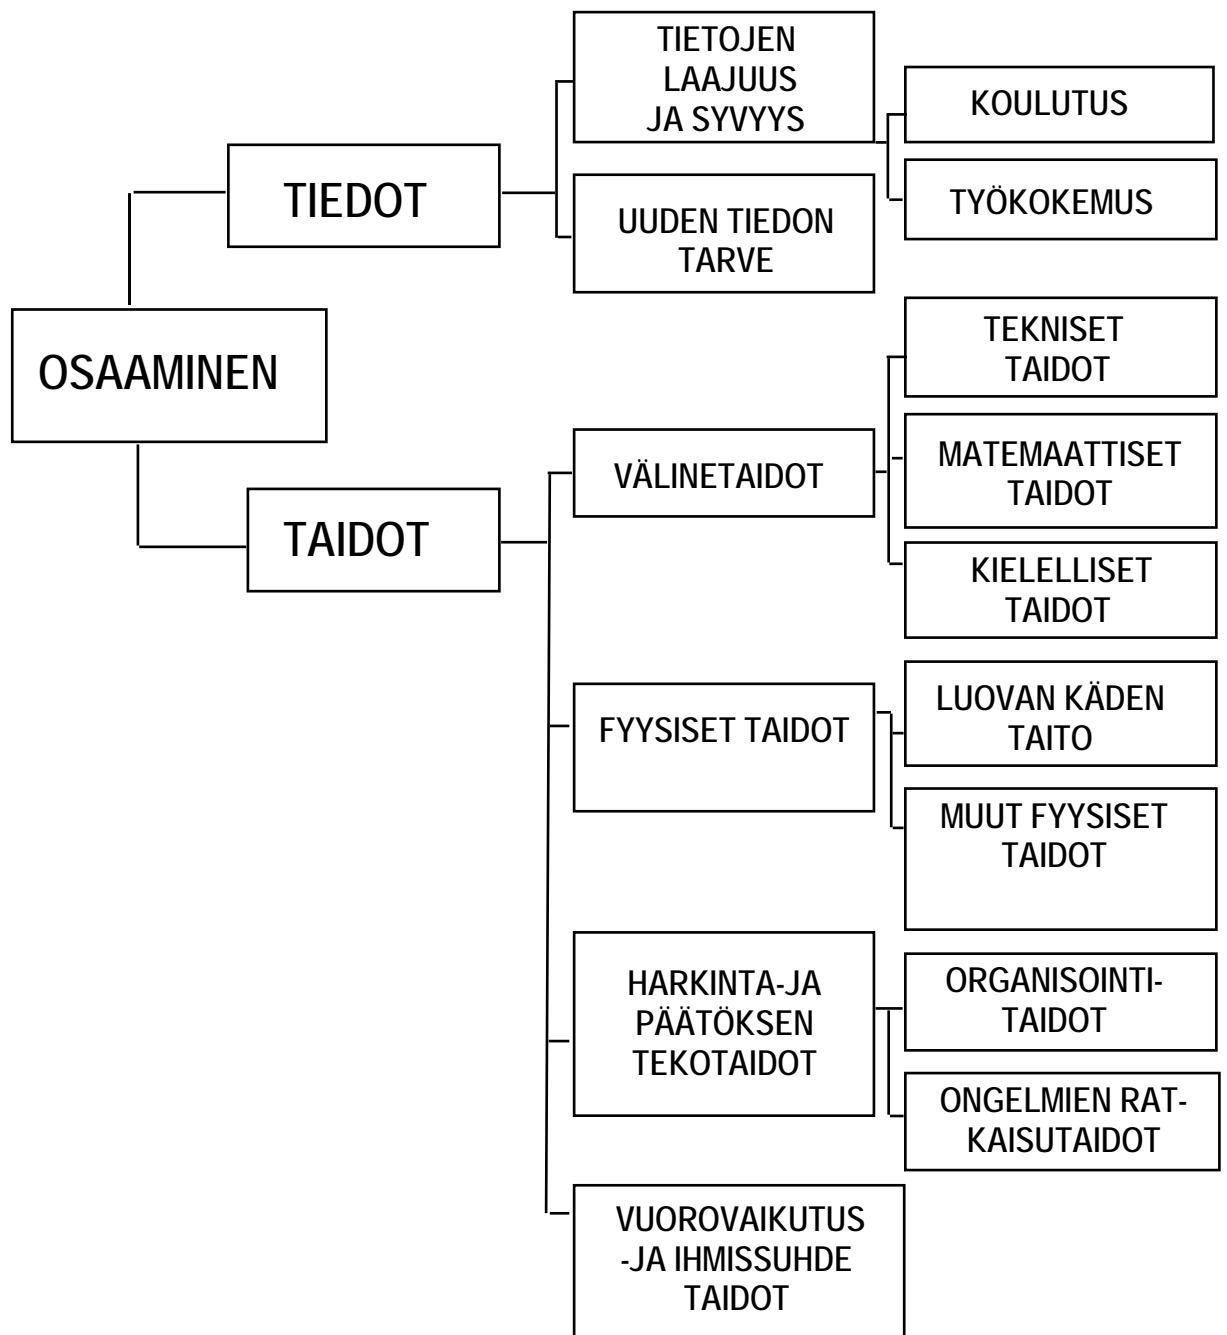 TIETOJEN
LAAJUUS
JA SYVYYS
KOULUTUS
TIEDOT
TYÖKOKEMUS
UUDEN TIEDON
TARVE
OSAAMINEN
TEKNISET
TAIDOT
VÄLINETAIDOT
MATEMAATTISET
TAIDOT
TAIDOT
KIELELLISET
TAIDOT
FYYSISET TAIDOT
LUOVAN KÄDEN
TAITO
MUUT FYYSISET
TAIDOT
HARKINTA-JA
PÄÄTÖKSEN
TEKOTAIDOT
ORGANISOINTI-
TAIDOT
ONGELMIEN RAT-
KAISUTAIDOT
VUOROVAIKUTUS
-JA IHMISSUHDE
TAIDOT